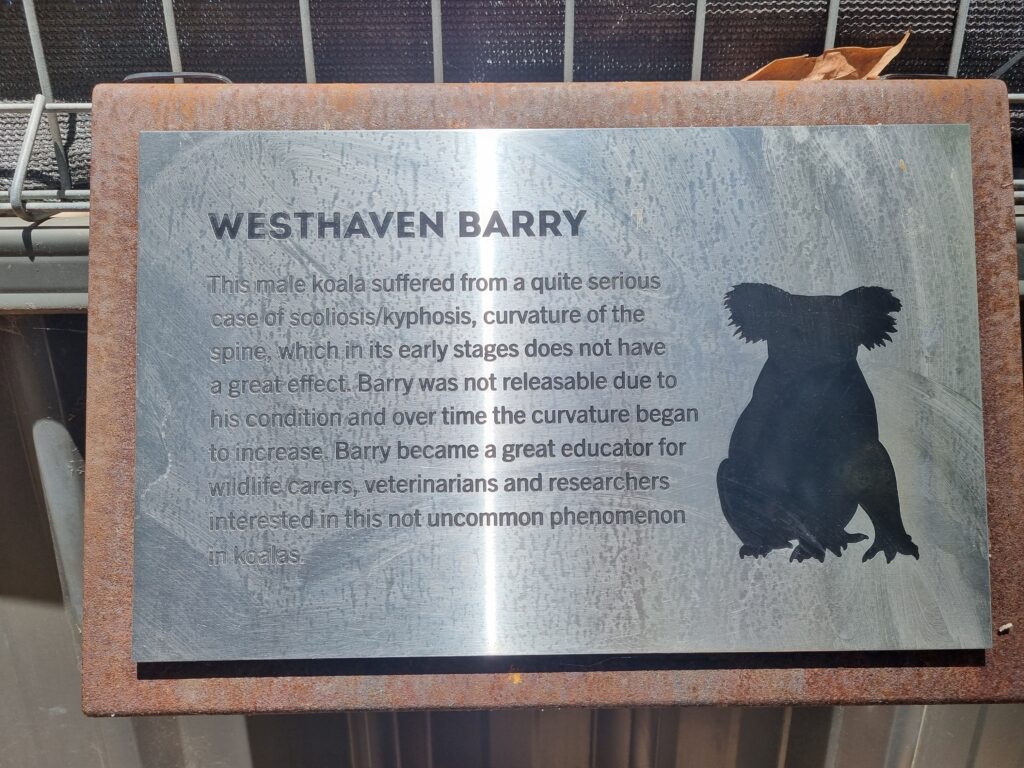 WESTHAVEN BARRY
This male koala suffered from a quite serious
case of scoliosis/kyphosis, curvature of the
spine, which in its early stages does not have
a great effect. Barry was not releasable due to
his condition and over time the curvature began
to increase. Barry became a great educator for
wildlife carers, veterinarians and researchers
interested in this not uncommon phenomenon
in koalas.